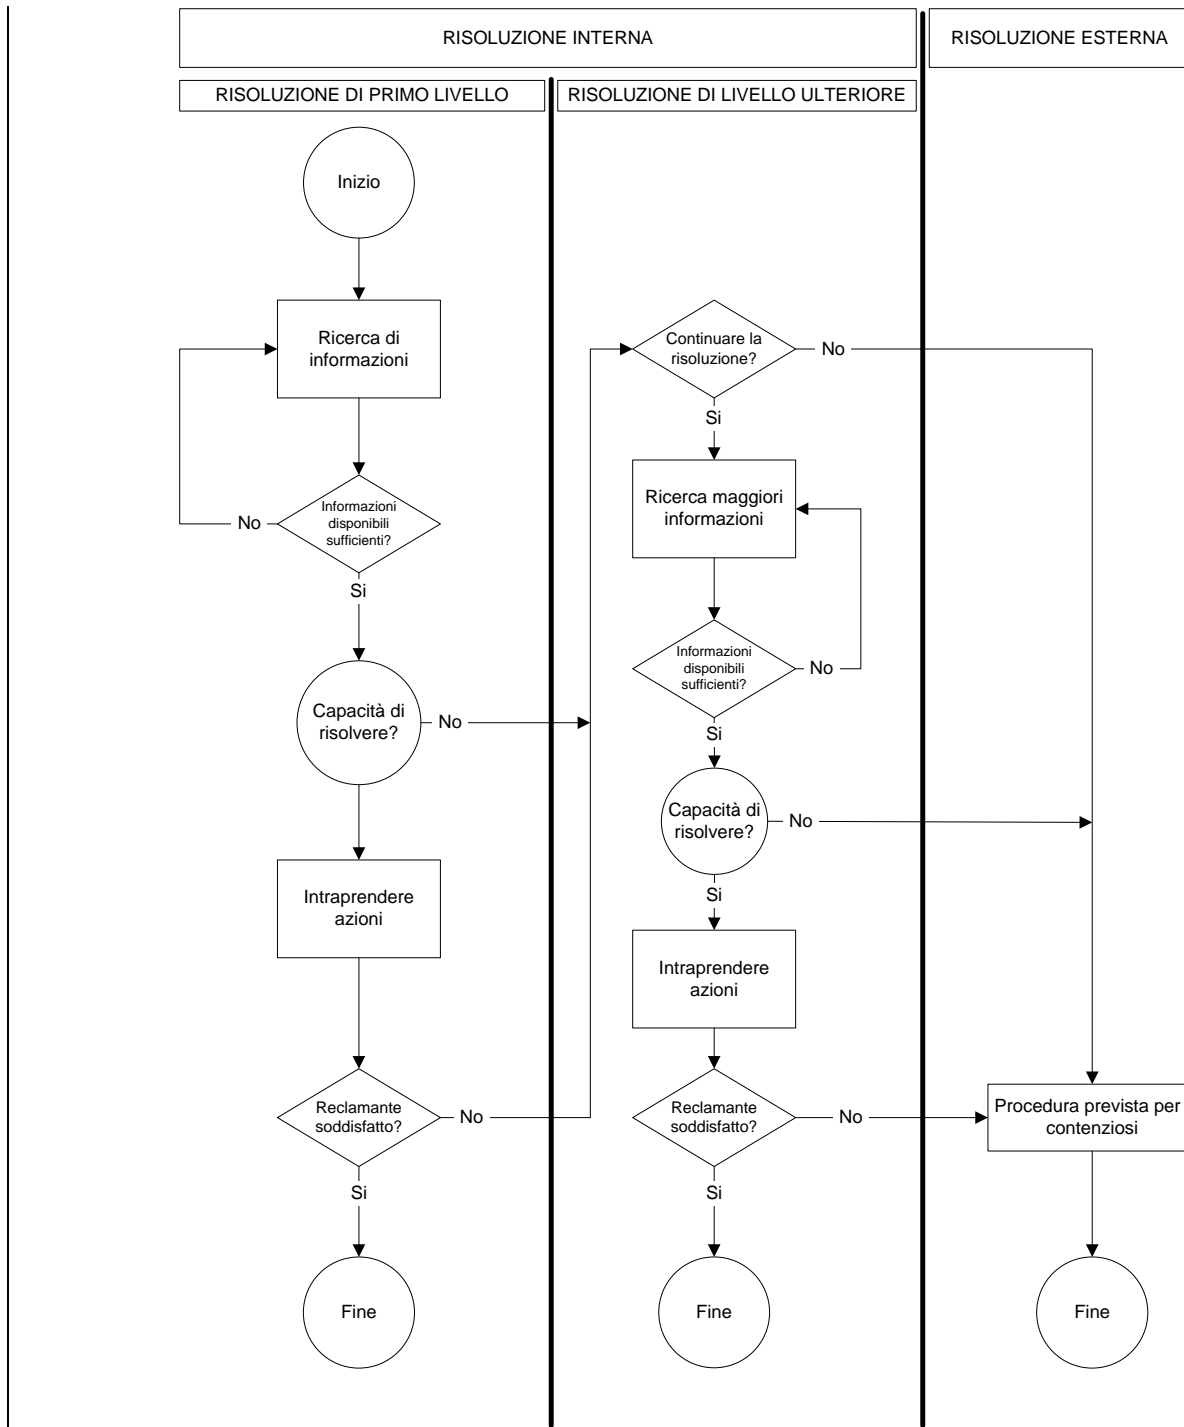 RISOLUZIONE INTERNA
RISOLUZIONE ESTERNA
RISOLUZIONE DI PRIMO LIVELLO
RISOLUZIONE DI LIVELLO ULTERIORE
Inizio
Ricerca di
informazioni
Informazioni
disponibili
sufficienti?
No
Si
Capacità di
risolvere?
No
Intraprendere
azioni
Reclamante
soddisfatto?
No
Si
Fine
Continuare la
risoluzione?
No
Si
Ricerca maggiori
informazioni
Informazioni
disponibili
sufficienti?
No
Si
Capacità di
risolvere?
No
Si
Intraprendere
azioni
Reclamante
soddisfatto?
No
Si
Fine
Procedura prevista per
contenziosi
Fine